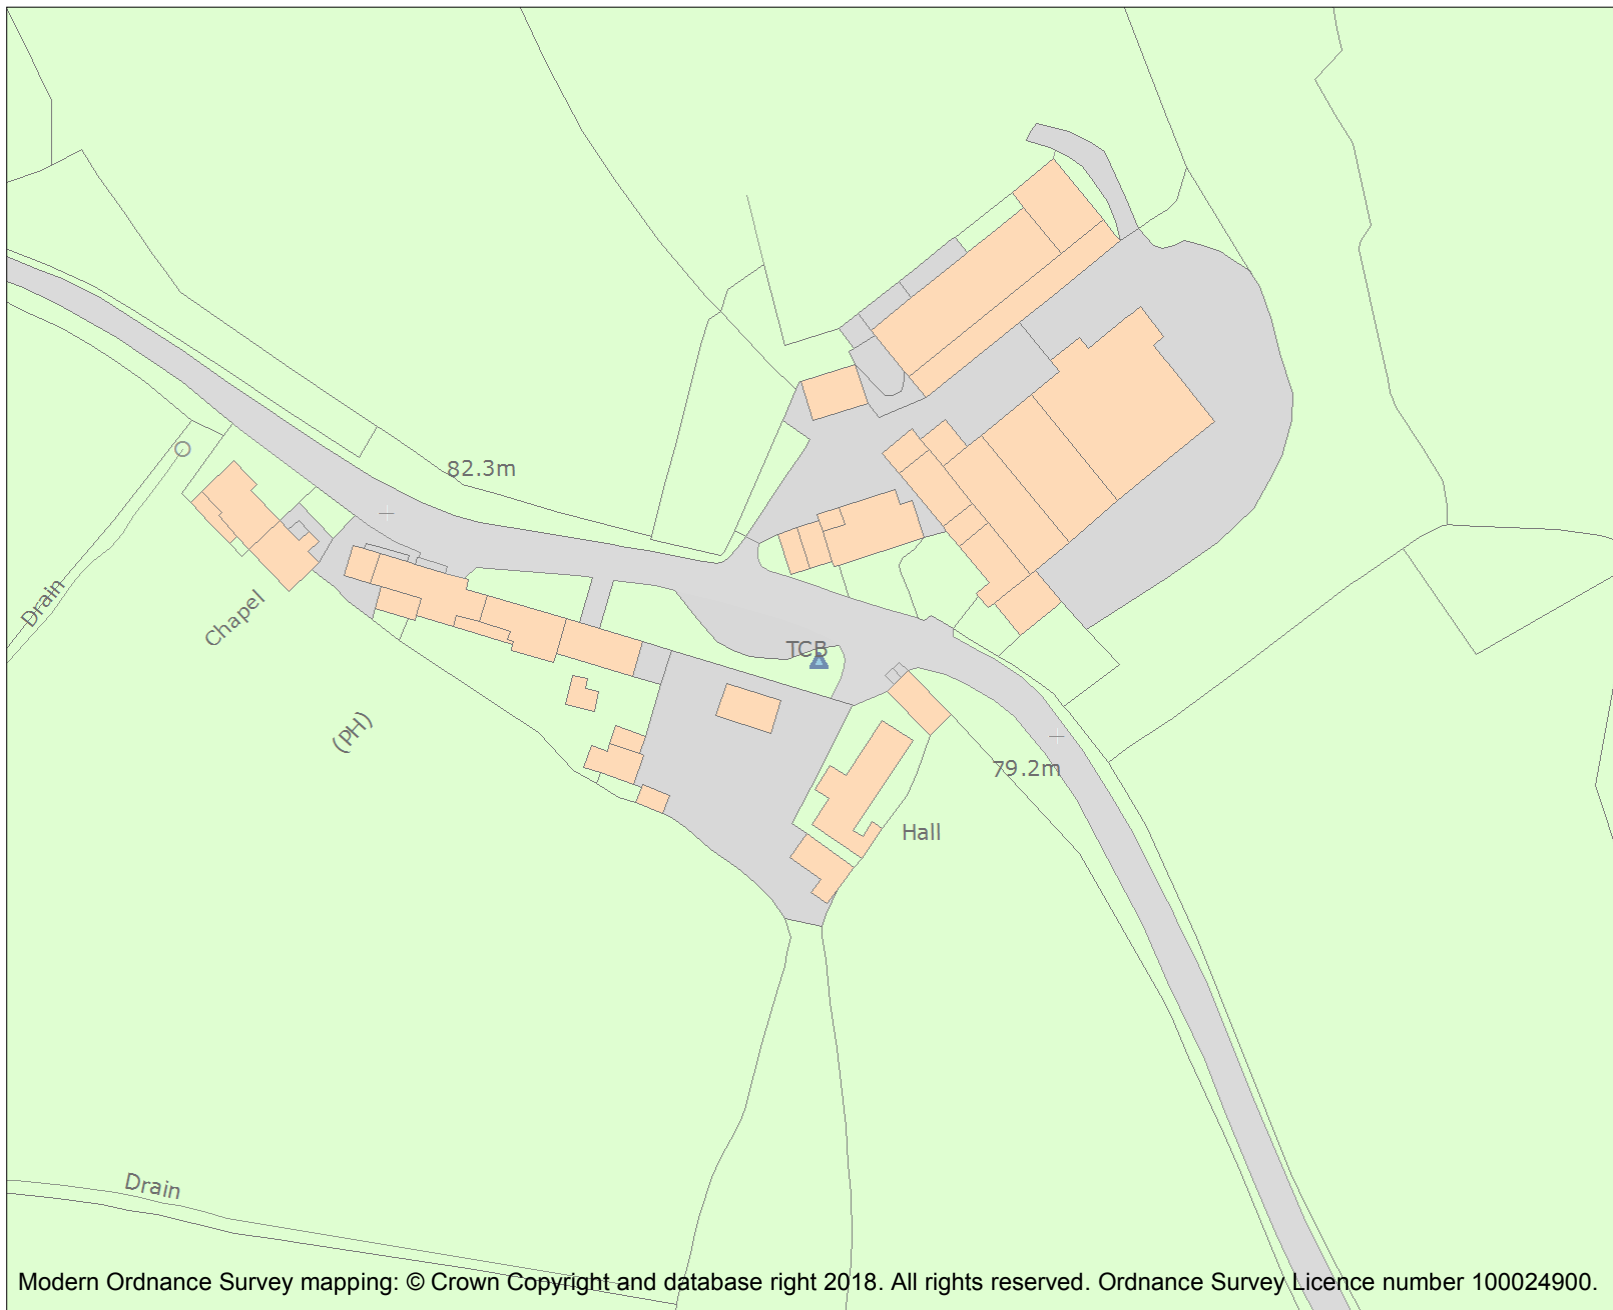 82.3m
Drain
Chapel
TCB
(PH)
79.2m
Hall
Drain
Modern Ordnance Survey mapping: © Crown Copyright and database right 2018. All rights reserved. Ordnance Survey Licence number 100024900.